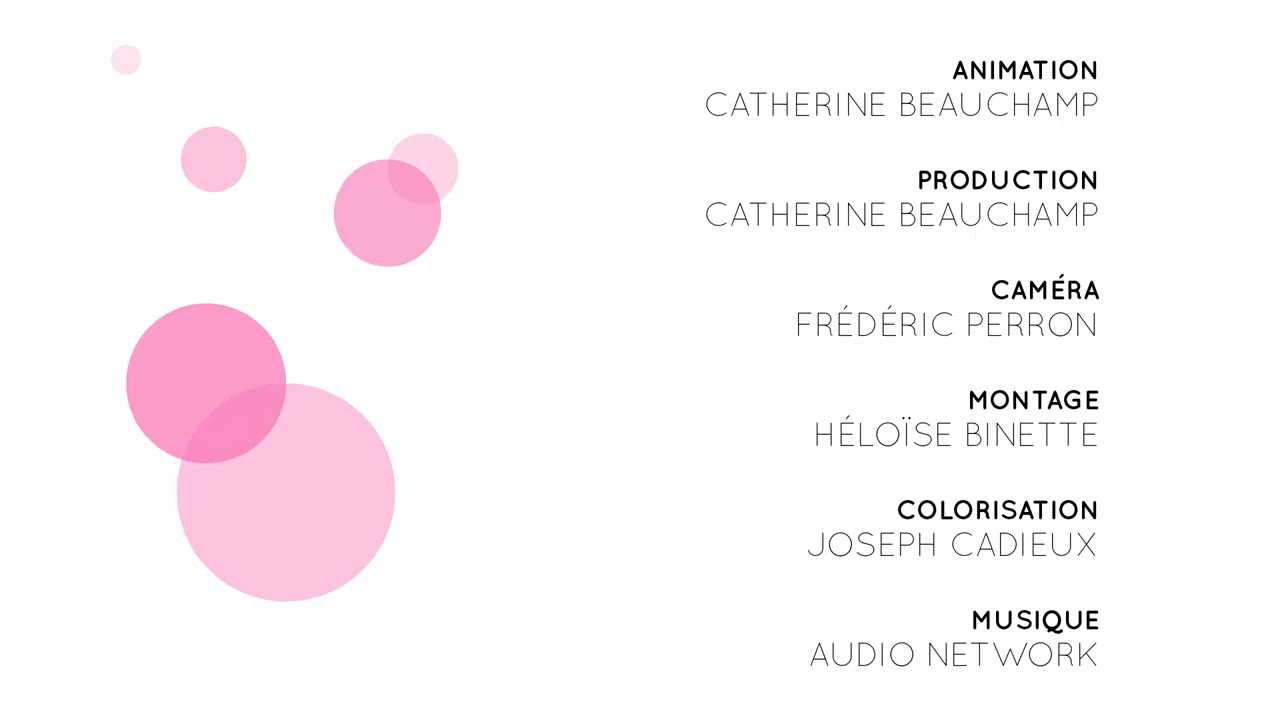 ANIMATION
CATHERINE BEAUCHAMP
PRODUCTION
CATHERINE BEAUCHAMP
CAMÉRA
FRÉDÉRIC PERRON
MONTAGE
HÉLOÏSE BINETTE
COLORISATION
JOSEPH CADIEUX
MUSIQUE
AUDIO NETWORK